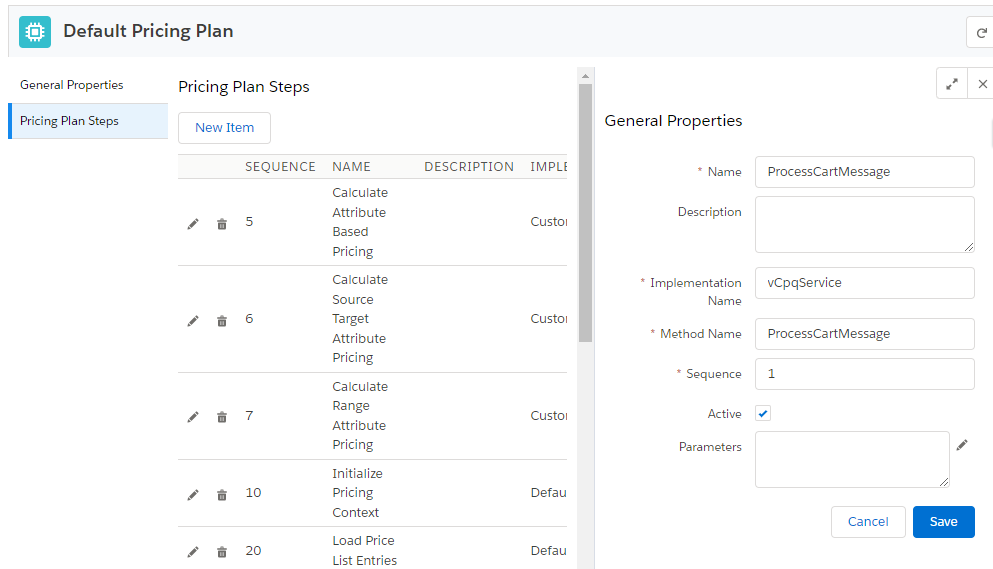 Default Pricing Plan
General Properties
Pricing Plan Steps
Pricing Plan Steps
New Item
SEQUENCE NAME DESCRIPTION IMPLE
5 Calculate Attribute Based Pricing Custo
6 Calculate Source Target Attribute Pricing Custo
7 Calculate Range Attribute Pricing Custo
10 Initialize Pricing Context Defau
20 Load Price List Entries Defau
General Properties
* Name ProcessCartMessage
Description
* Implementation Name vCpqService
* Method Name ProcessCartMessage
* Sequence 1
Active
Parameters
Cancel Save